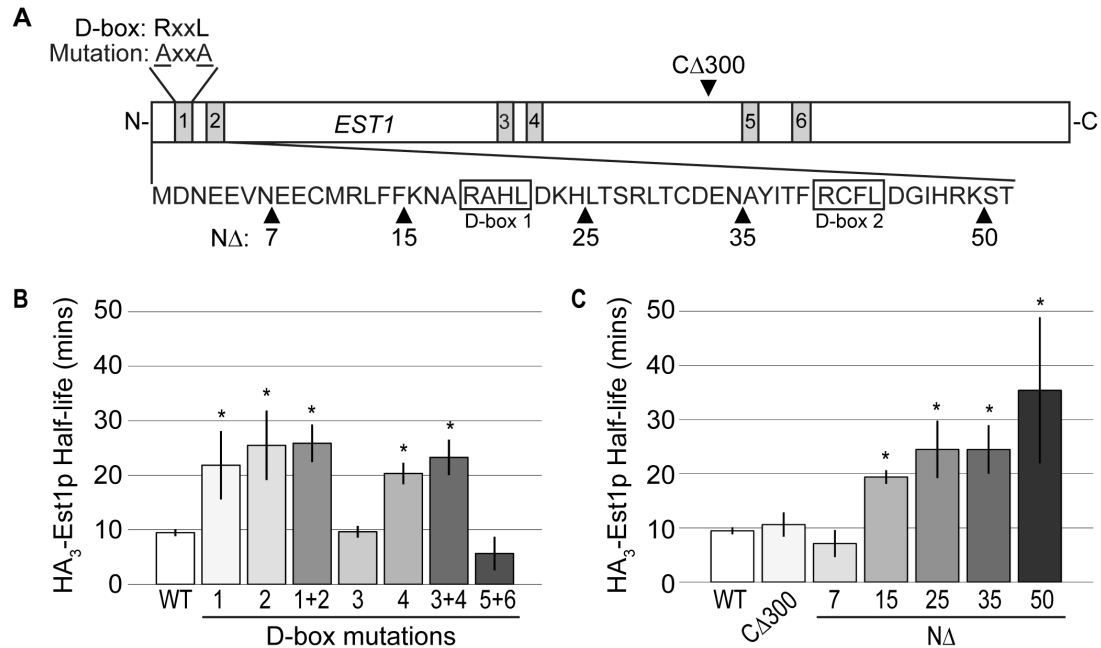 A
D-box: RxxL
Mutation: AxxA
CΔ300
N-
1
2
EST1
3
4
5
6
-C
MDNEEVNEECMRLFFKNARAHLDKHLTSRLTCDENAYITFRCFLDGIHRKST
D-box 1
D-box 2
NΔ:
7
15
25
35
50
B
HA3-Est1p Half-life (mins)
50
40
30
20
10
0
*
*
*
*
*
WT
1
2
1+2
3
4
3+4
5+6
D-box mutations
C
HA3-Est1p Half-life (mins)
50
40
30
20
10
0
*
*
*
*
WT
CΔ300
7
15
25
35
50
NΔ